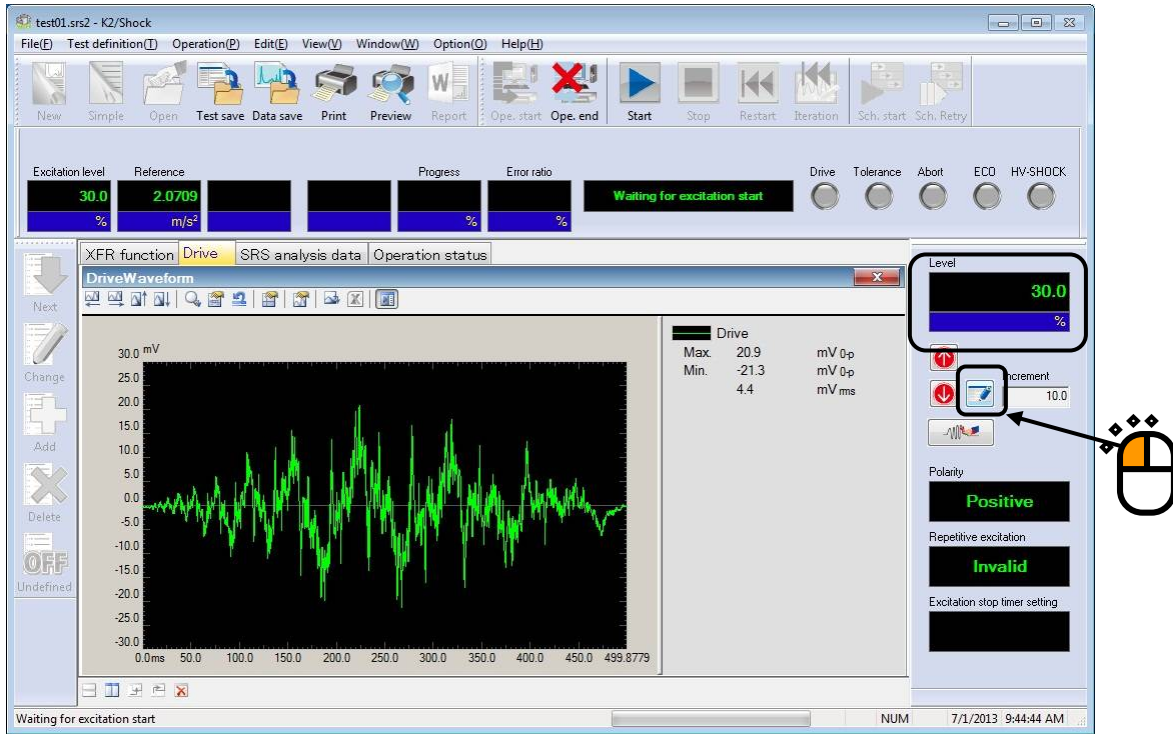 test01.srs2 - K2/Shock
File(F) Test definition(T) Operation(P) Edit(E) View(V) Window(W) Option(O) Help(H)
New Simple Open Test save Data save Print Preview Report Ope. start Ope. end Start Stop Restart Iteration Sch. start Sch. Retry
Excitation level Reference Progress Error ratio Drive Tolerance Abort ECO HV-SHOCK
30.0 2.0709 Waiting for excitation start
% m/s² % %
XFR function Drive SRS analysis data Operation status
DriveWaveform
Level
30.0
%
Next
Change
Add
Delete
OFF
Undefined
30.0 mV
25.0
20.0
15.0
10.0
5.0
0.0
-5.0
-10.0
-15.0
-20.0
-25.0
-30.0
0.0ms 50.0 100.0 150.0 200.0 250.0 300.0 350.0 400.0 450.0 499.8779
Drive
Max. 20.9 mV 0-p
Min. -21.3 mV 0-p
4.4 mV rms
Increment
10.0
Polarity
Positive
Repetitive excitation
Invalid
Excitation stop timer setting
Waiting for excitation start NUM 7/1/2013 9:44:44 AM